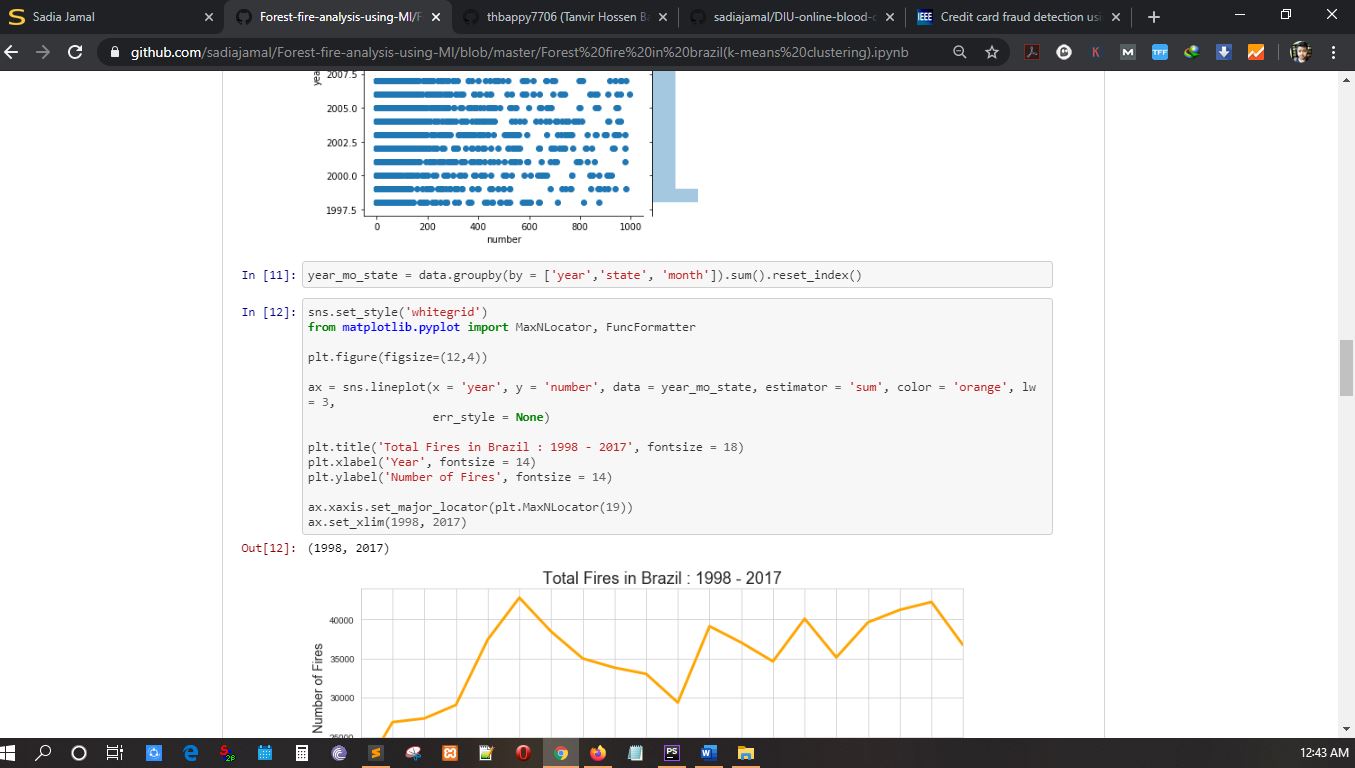 Sadia Jamal
Forest-fire-analysis-using-Ml/F
thbappy7706 (Tanvir Hossen Ba
sadiajamal/DIU-online-blood-d
IEEE Credit card fraud detection usi
github.com/sadiajamal/Forest-fire-analysis-using-Ml/blob/master/Forest%20fire%20in%20brazil(k-means%20clustering).ipynb
yea
2007.5
2005.0
2002.5
2000.0
1997.5
0 200 400 600 800 1000
number
In [11]: year_mo_state = data.groupby(by = ['year','state', 'month']).sum().reset_index()
In [12]: sns.set_style('whitegrid')
from matplotlib.pyplot import MaxNLocator, FuncFormatter
plt.figure(figsize=(12,4))
ax = sns.lineplot(x = 'year', y = 'number', data = year_mo_state, estimator = 'sum', color = 'orange', lw
= 3,
err_style = None)
plt.title('Total Fires in Brazil : 1998 - 2017', fontsize = 18)
plt.xlabel('Year', fontsize = 14)
plt.ylabel('Number of Fires', fontsize = 14)
ax.xaxis.set_major_locator(plt.MaxNLocator(19))
ax.set_xlim(1998, 2017)
Out[12]: (1998, 2017)
Total Fires in Brazil : 1998 - 2017
Number of Fires
40000
35000
30000
25000
12:43 AM